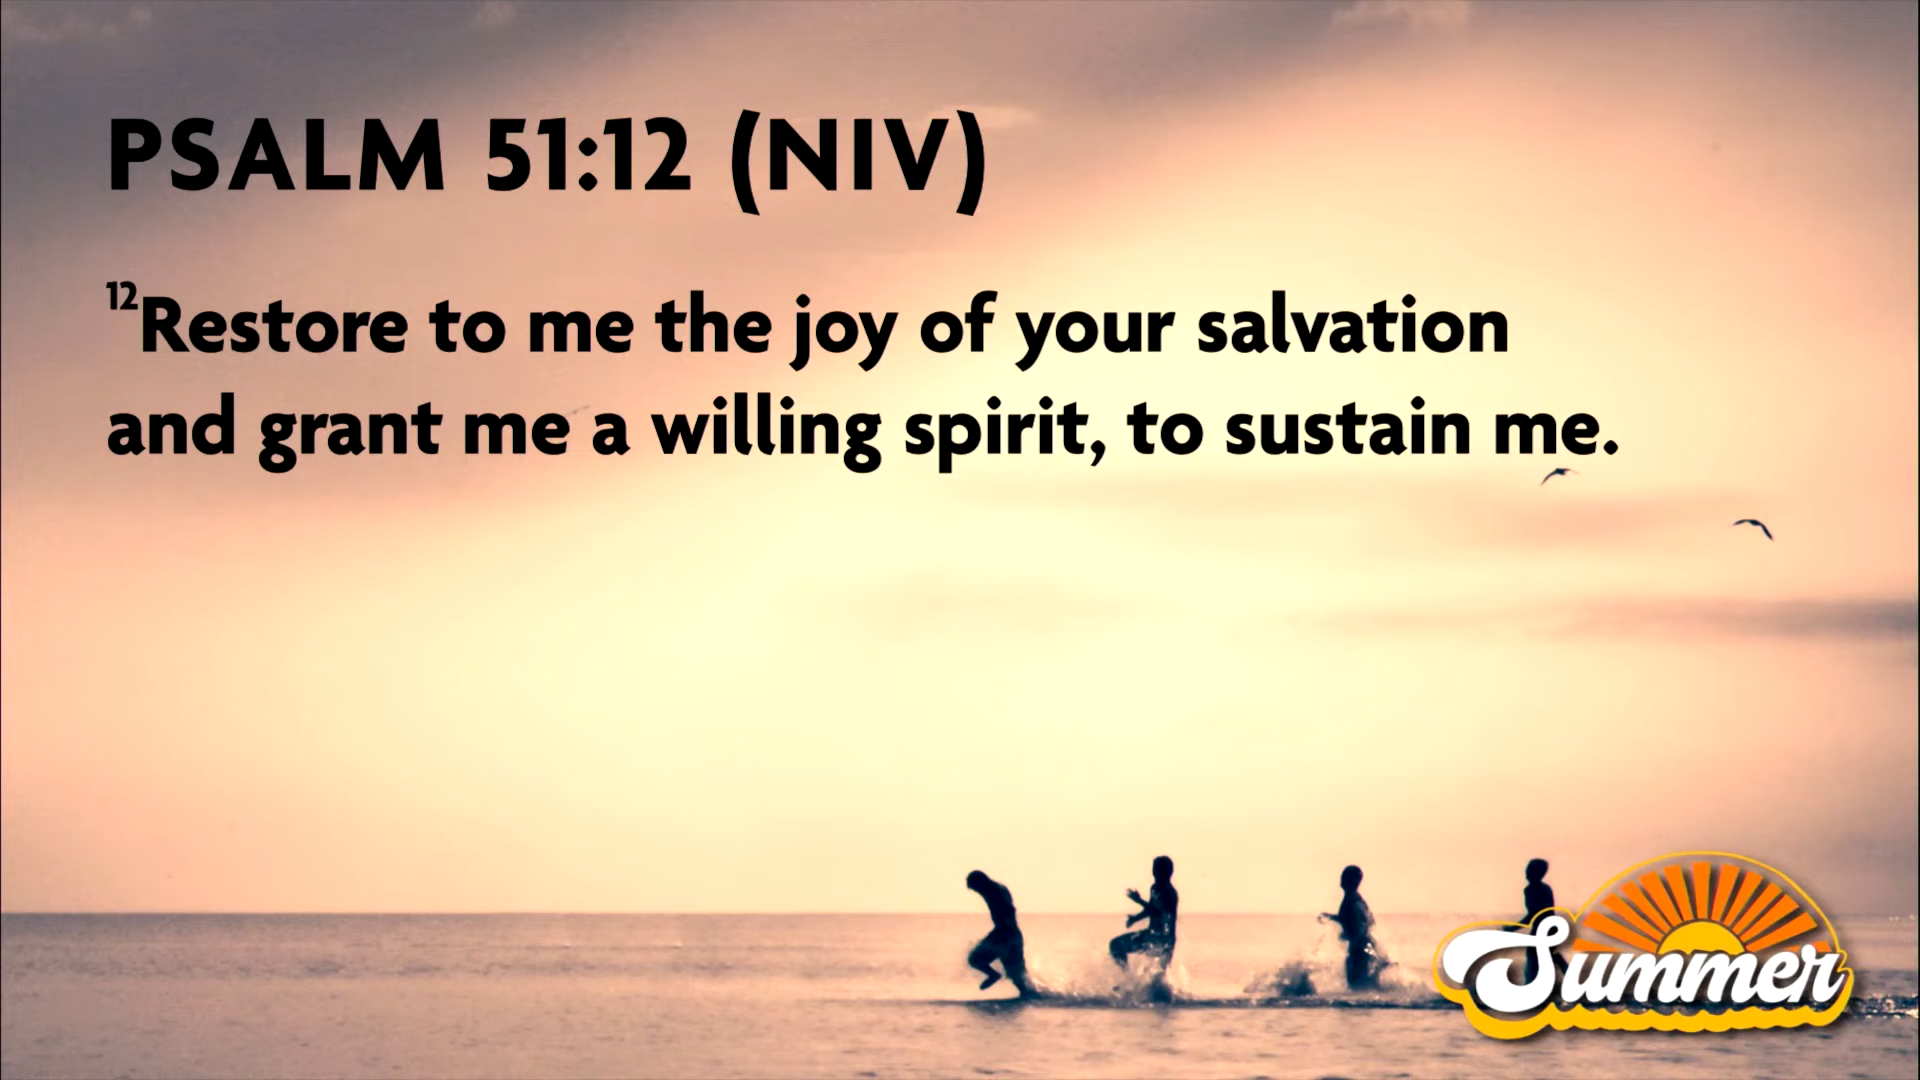 PSALM 51:12 (NIV)
12Restore to me the joy of your salvation
and grant me a willing spirit, to sustain me.
Summer